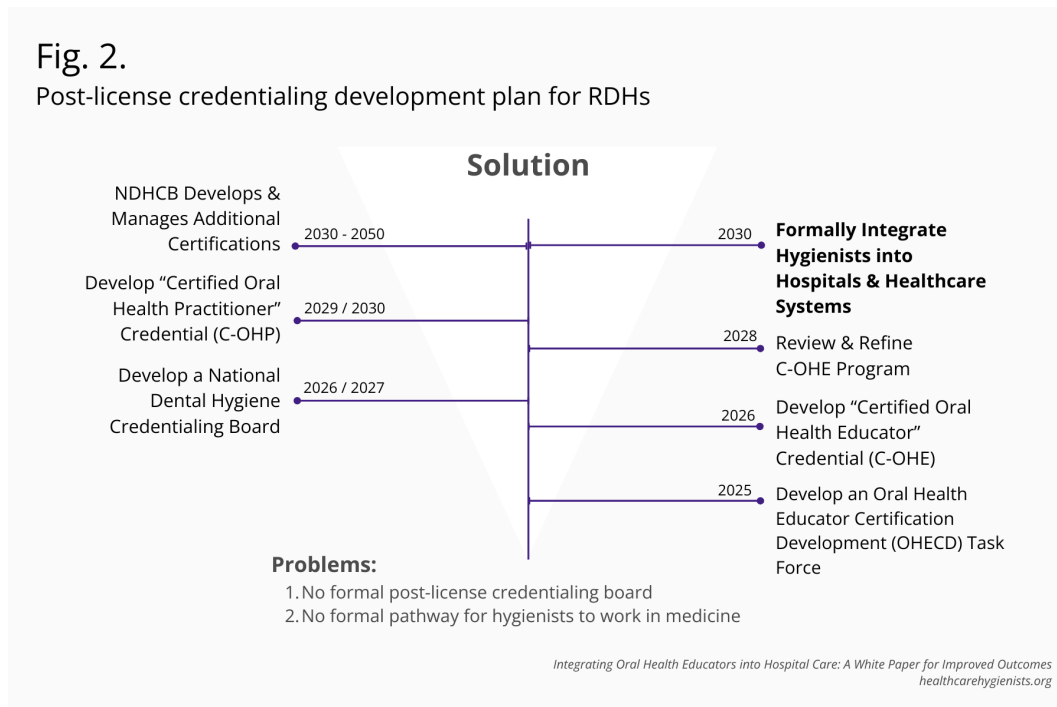 Fig. 2.
Post-license credentialing development plan for RDHs
Solution
NDHCB Develops &
Manages Additional
Certifications
2030 - 2050
Develop “Certified Oral
Health Practitioner”
Credential (C-OHP)
2029 / 2030
Develop a National
Dental Hygiene
Credentialing Board
2026 / 2027
2030
Formally Integrate
Hygienists into
Hospitals & Healthcare
Systems
2028
Review & Refine
C-OHE Program
2026
Develop “Certified Oral
Health Educator”
Credential (C-OHE)
2025
Develop an Oral Health
Educator Certification
Development (OHECD) Task
Force
Problems:
1. No formal post-license credentialing board
2. No formal pathway for hygienists to work in medicine
Integrating Oral Health Educators into Hospital Care: A White Paper for Improved Outcomes
healthcarehygienists.org